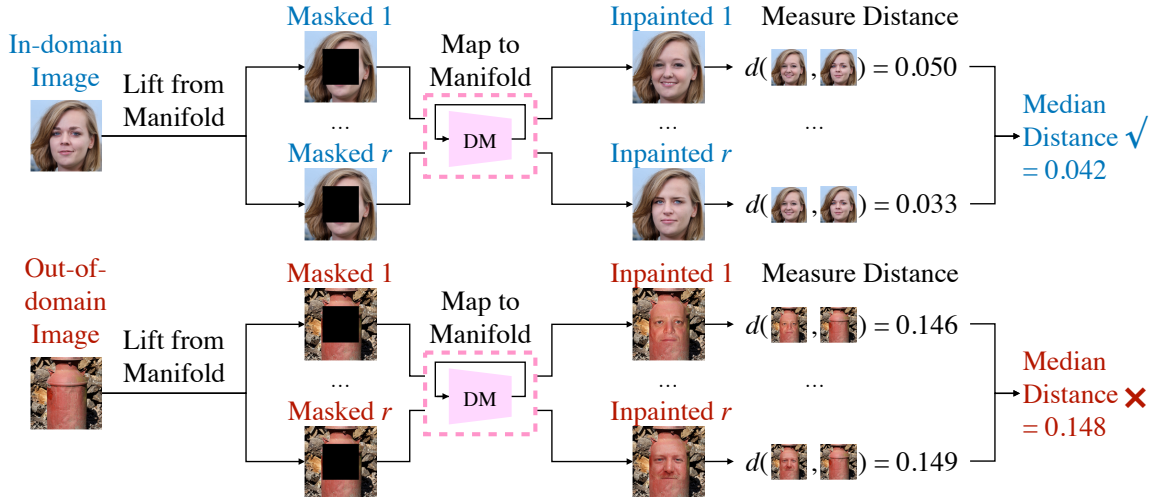 In-domain
Image
Lift from
Manifold
Masked 1
...
Masked r
Map to
Manifold
DM
Inpainted 1
...
Inpainted r
Measure Distance
d( , ) = 0.050
...
d( , ) = 0.033
Median
Distance √
= 0.042
Out-of-
domain
Image
Lift from
Manifold
Masked 1
...
Masked r
Map to
Manifold
DM
Inpainted 1
...
Inpainted r
Measure Distance
d( , ) = 0.146
...
d( , ) = 0.149
Median
Distance ×
= 0.148